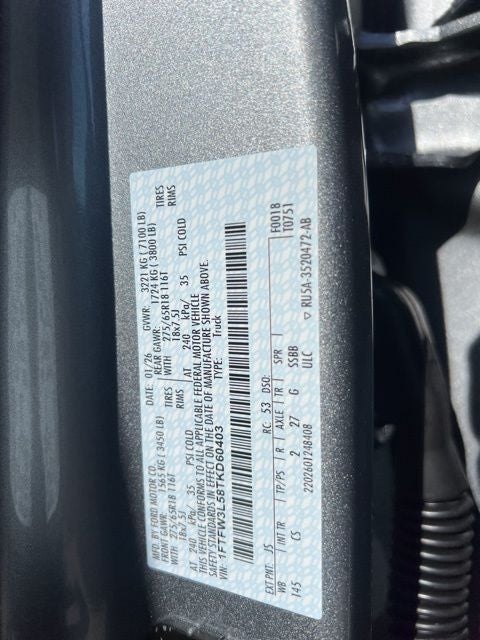 MFD. BY FORD MOTOR CO.
DATE: 01/26 GVWR: 3221 KG ( 7100 LB)
FRONT GAWR: 1565 KG ( 3450 LB) REAR GAWR: 1724 KG ( 3800 LB)
WITH 275/65R18 116T TIRES WITH 275/65R18 116T TIRES
18x7.5J RIMS 18x7.5J RIMS
AT 240 kPa/ 35 PSI COLD AT 240 kPa/ 35 PSI COLD
THIS VEHICLE CONFORMS TO ALL APPLICABLE FEDERAL MOTOR VEHICLE
SAFETY STANDARDS IN EFFECT ON THE DATE OF MANUFACTURE SHOWN ABOVE.
VIN: 1FTFW3L58TKD60403 TYPE: Truck
F0018
T0751
EXT PNT: JS RC: 53 DSO:
WB INT TR TP/PS R AXLE TR SPR
145 CS 2 27 G SSBB
ULC
2202601248408
RU5A-3520472-AB